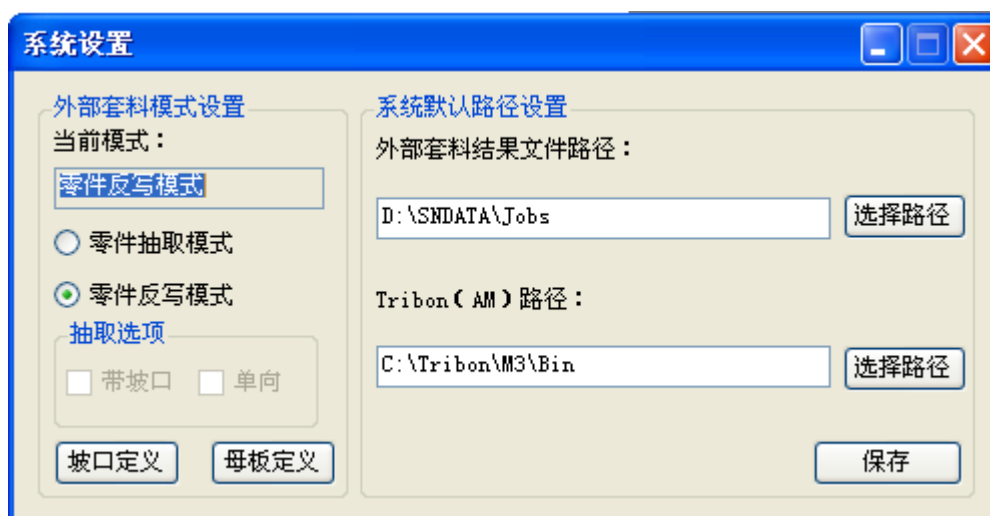 系统设置
外部套料模式设置
当前模式：
零件反写模式
零件抽取模式
零件反写模式
抽取选项
带坡口 单向
坡口定义 母板定义
系统默认路径设置
外部套料结果文件路径：
D:\SNDATA\Jobs 选择路径
Tribon(AM)路径：
C:\Tribon\M3\Bin 选择路径
保存